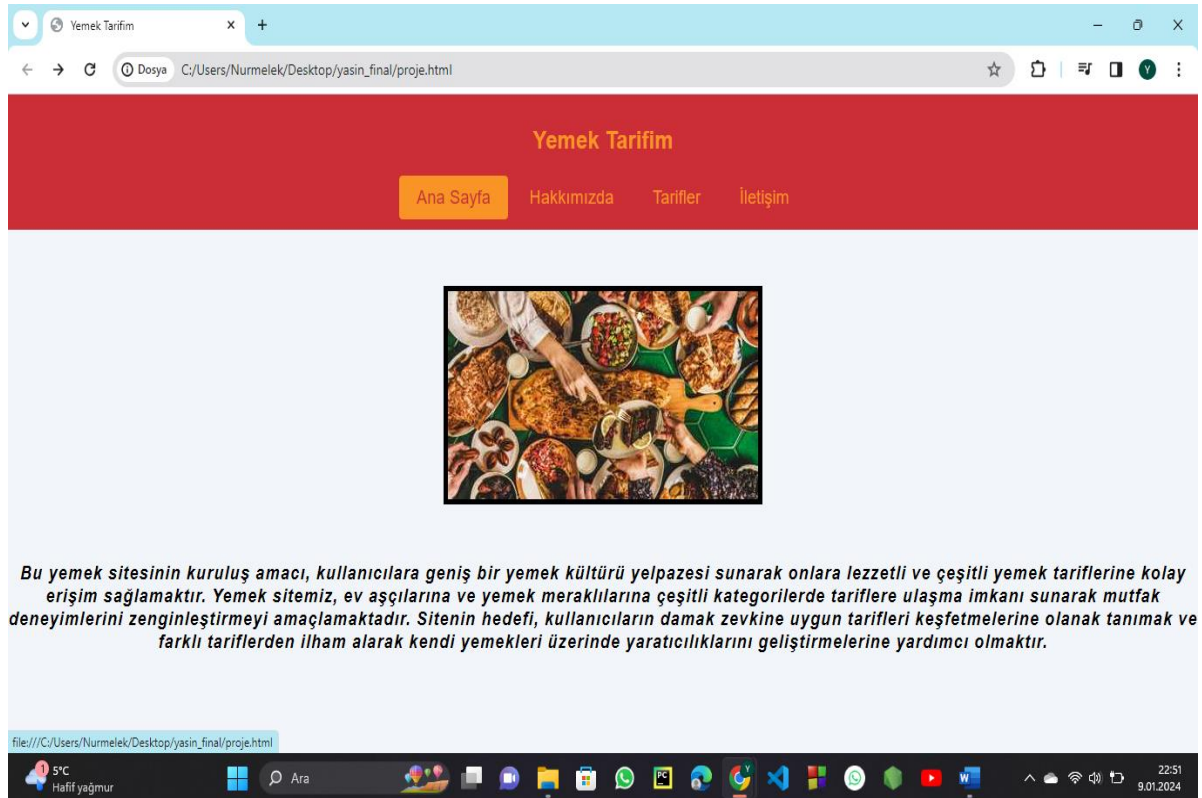 Yemek Tarifim
Dosya
C:/Users/Nurmelek/Desktop/yasin_final/proje.html
Y
Yemek Tarifim
Ana Sayfa
Hakkımızda
Tarifler
İletişim
Bu yemek sitesinin kuruluş amacı, kullanıcılara geniş bir yemek kültürü yelpazesi sunarak onlara lezzetli ve çeşitli yemek tariflerine kolay
erişim sağlamaktır. Yemek sitemiz, ev aşçılarına ve yemek meraklılarına çeşitli kategorilerde tariflere ulaşma imkanı sunarak mutfak
deneyimlerini zenginleştirmeyi amaçlamaktadır. Sitenin hedefi, kullanıcıların damak zevkine uygun tarifleri keşfetmelerine olanak tanımak ve
farklı tariflerden ilham alarak kendi yemekleri üzerinde yaratıcılıklarını geliştirmelerine yardımcı olmaktır.
file:///C:/Users/Nurmelek/Desktop/yasin_final/proje.html
1
5°C
Hafif yağmur
Ara
PC
Y
W
22:51
9.01.2024